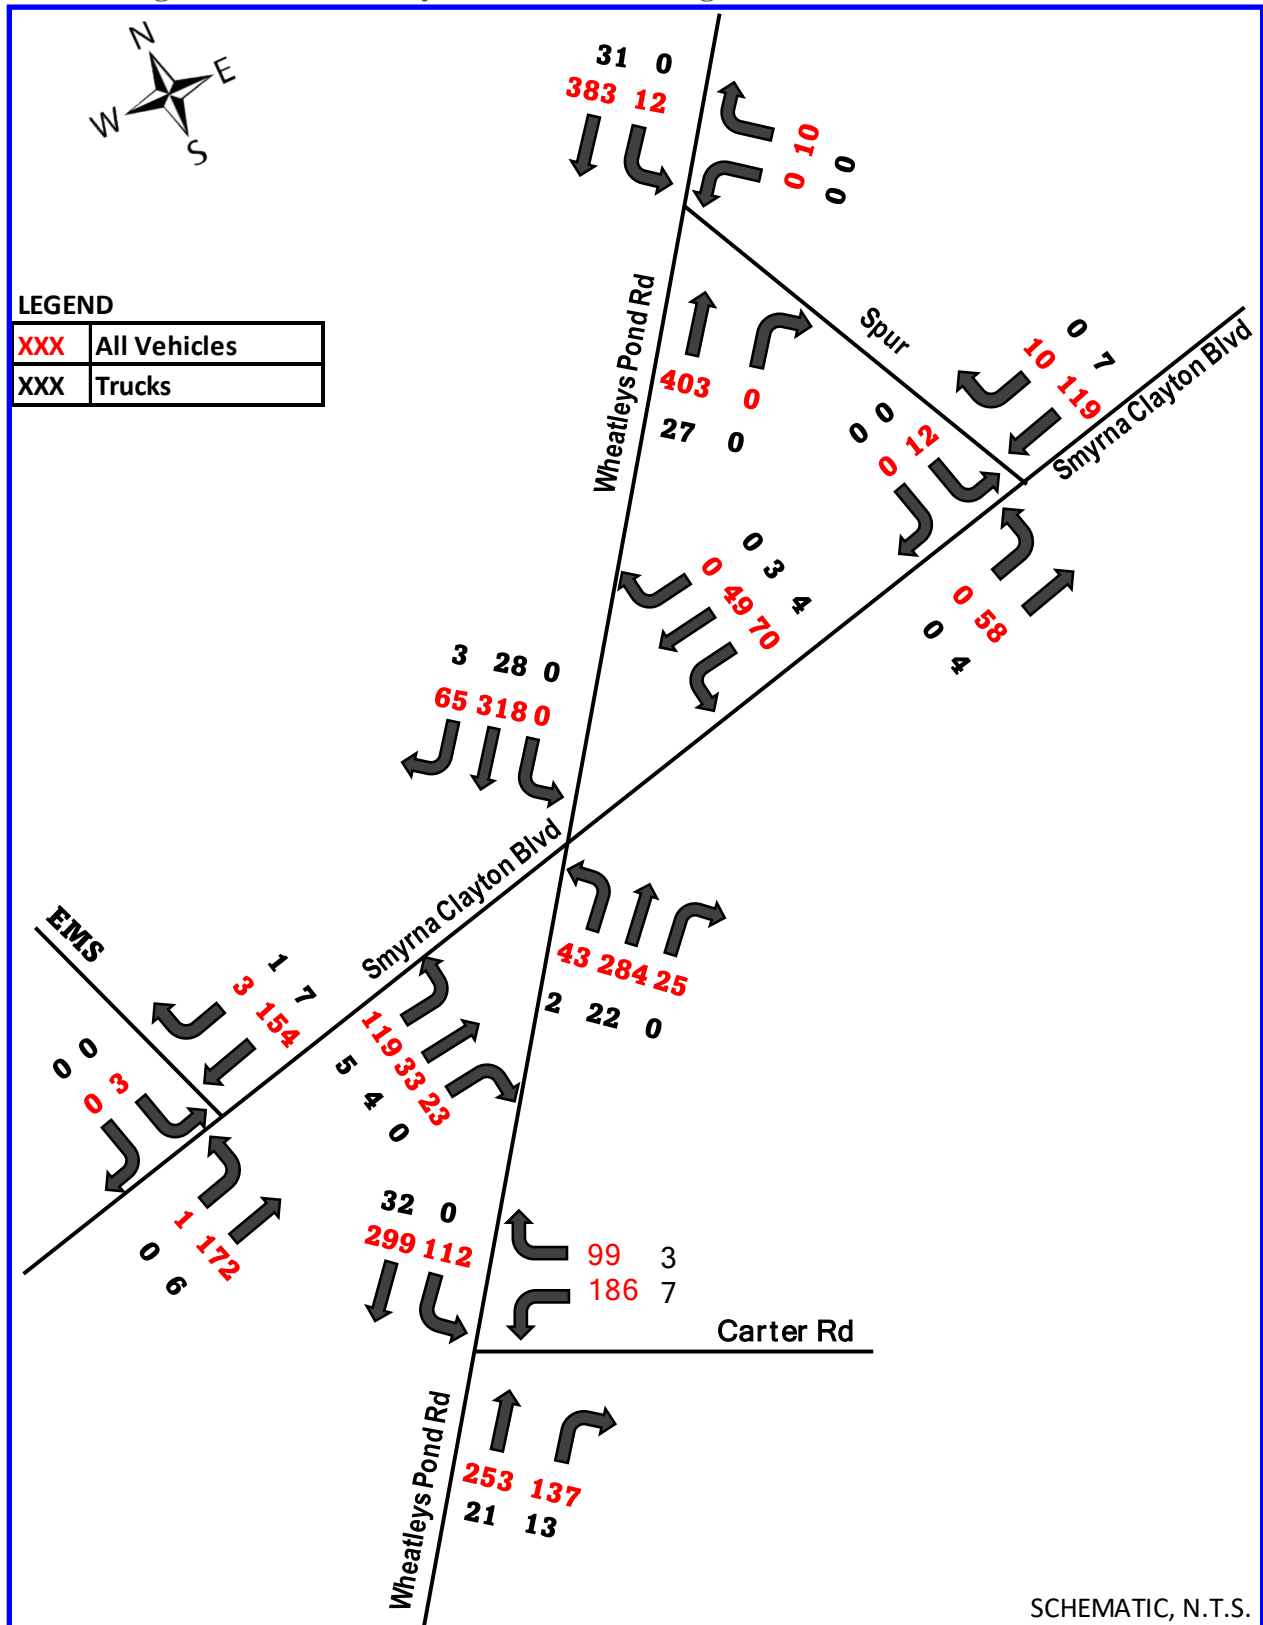 N
E
W
S
31 0
383 12
10
0
0
0
LEGEND
XXX All Vehicles
XXX Trucks
Wheatleys Pond Rd
403 0
27 0
Spur
0 7
10 119
Smyrna Clayton Blvd
0 0
0 12
0 58
0 4
0 3 4
0 49 70
3 28 0
65 318 0
Smyrna Clayton Blvd
43 284 25
2 22 0
EMS
1 7
3 154
0 0
0 3
1 172
0 6
119 33 23
5 4 0
32 0
299 112
99 3
186 7
Carter Rd
Wheatleys Pond Rd
253 137
21 13
SCHEMATIC, N.T.S.